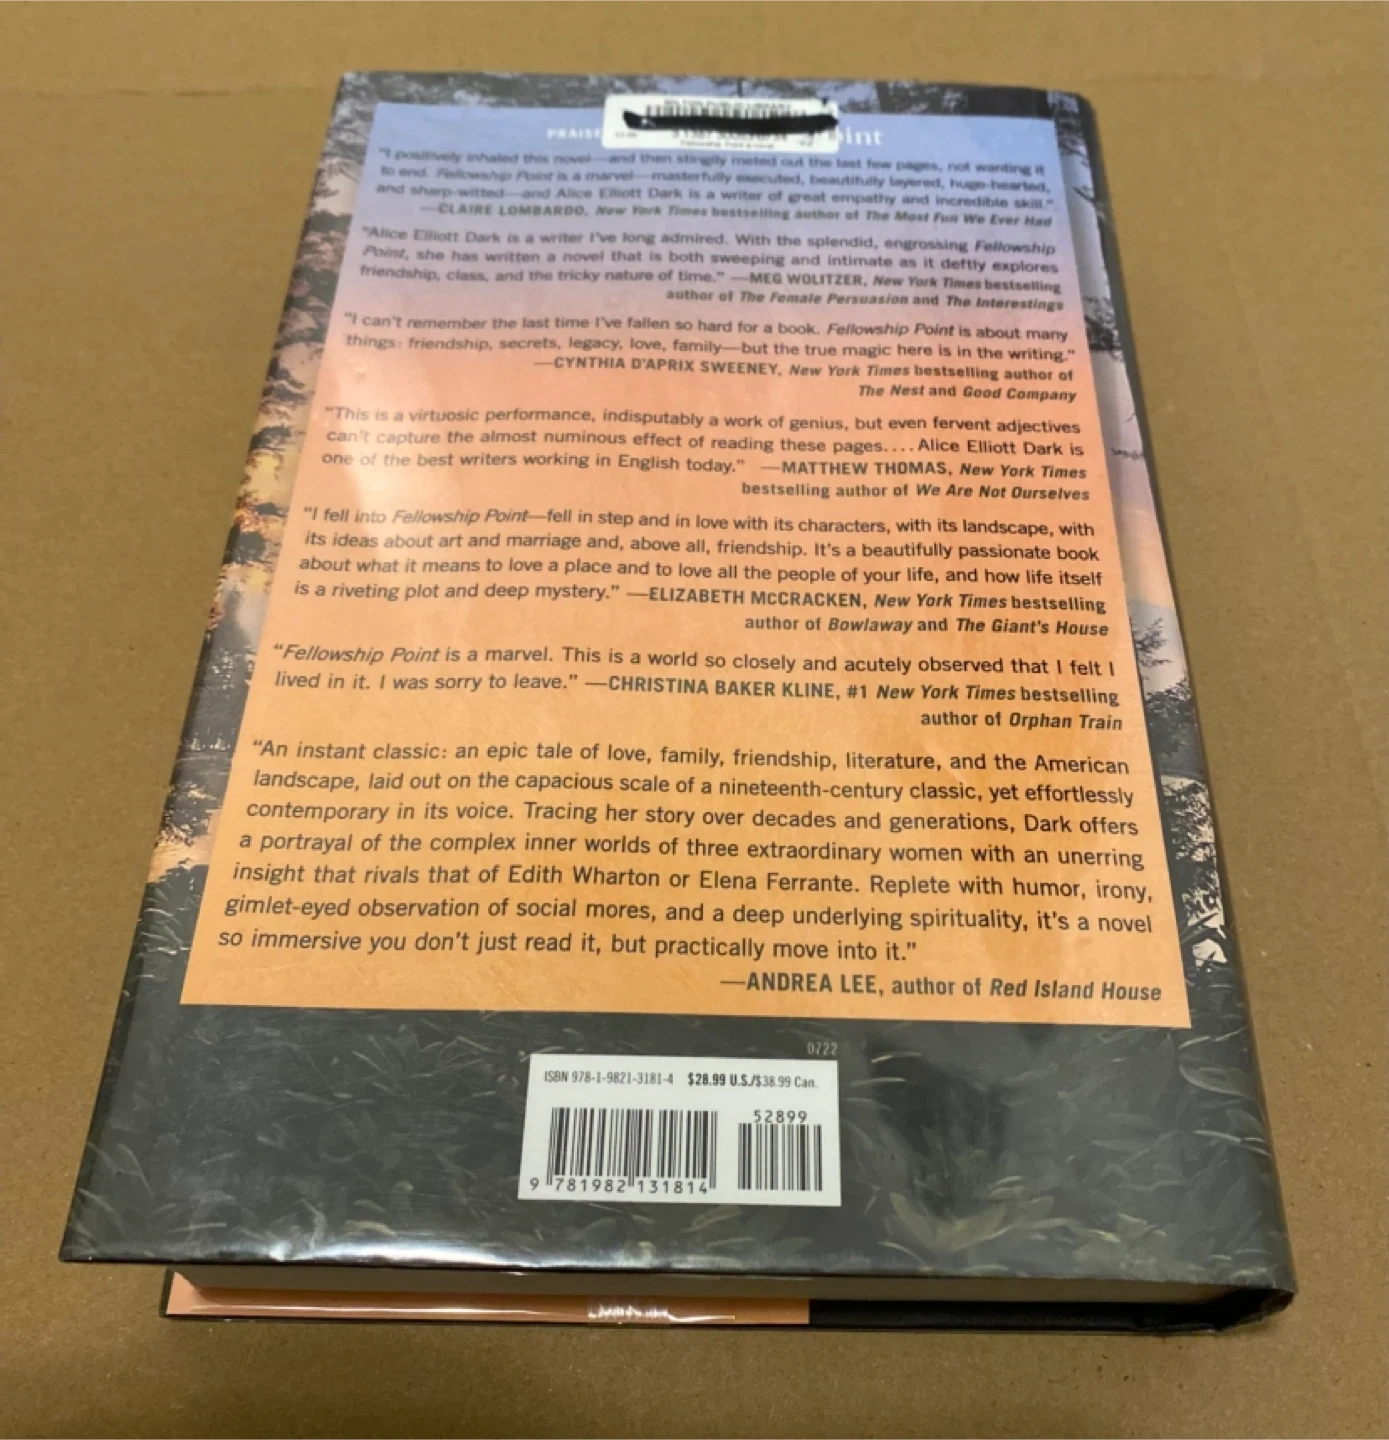 PRAISE Point
"I positively inhaled this novel—and then stingily meted out the last few pages, not wanting it
to end. Fellowship Point is a marvel—masterfully executed, beautifully layered, huge-hearted,
and sharp-witted—and Alice Elliott Dark is a writer of great empathy and incredible skill."
—CLAIRE LOMBARDO, New York Times bestselling author of The Most Fun We Ever Had
"Alice Elliott Dark is a writer I've long admired. With the splendid, engrossing Fellowship
Point, she has written a novel that is both sweeping and intimate as it deftly explores
friendship, class, and the tricky nature of time." —MEG WOLITZER, New York Times bestselling
author of The Female Persuasion and The Interestings
"I can't remember the last time I've fallen so hard for a book. Fellowship Point is about many
things: friendship, secrets, legacy, love, family—but the true magic here is in the writing."
—CYNTHIA D'APRIX SWEENEY, New York Times bestselling author of
The Nest and Good Company
"This is a virtuosic performance, indisputably a work of genius, but even fervent adjectives
can't capture the almost numinous effect of reading these pages.... Alice Elliott Dark is
one of the best writers working in English today." —MATTHEW THOMAS, New York Times
bestselling author of We Are Not Ourselves
"I fell into Fellowship Point—fell in step and in love with its characters, with its landscape, with
its ideas about art and marriage and, above all, friendship. It's a beautifully passionate book
about what it means to love a place and to love all the people of your life, and how life itself
is a riveting plot and deep mystery." —ELIZABETH McCRACKEN, New York Times bestselling
author of Bowlaway and The Giant's House
"Fellowship Point is a marvel. This is a world so closely and acutely observed that I felt I
lived in it. I was sorry to leave." —CHRISTINA BAKER KLINE, #1 New York Times bestselling
author of Orphan Train
"An instant classic: an epic tale of love, family, friendship, literature, and the American
landscape, laid out on the capacious scale of a nineteenth-century classic, yet effortlessly
contemporary in its voice. Tracing her story over decades and generations, Dark offers
a portrayal of the complex inner worlds of three extraordinary women with an unerring
insight that rivals that of Edith Wharton or Elena Ferrante. Replete with humor, irony,
gimlet-eyed observation of social mores, and a deep underlying spirituality, it's a novel
so immersive you don't just read it, but practically move into it."
—ANDREA LEE, author of Red Island House
0722
ISBN 978-1-9821-3181-4 $28.99 U.S./$38.99 Can.
52899
9 781982 131814